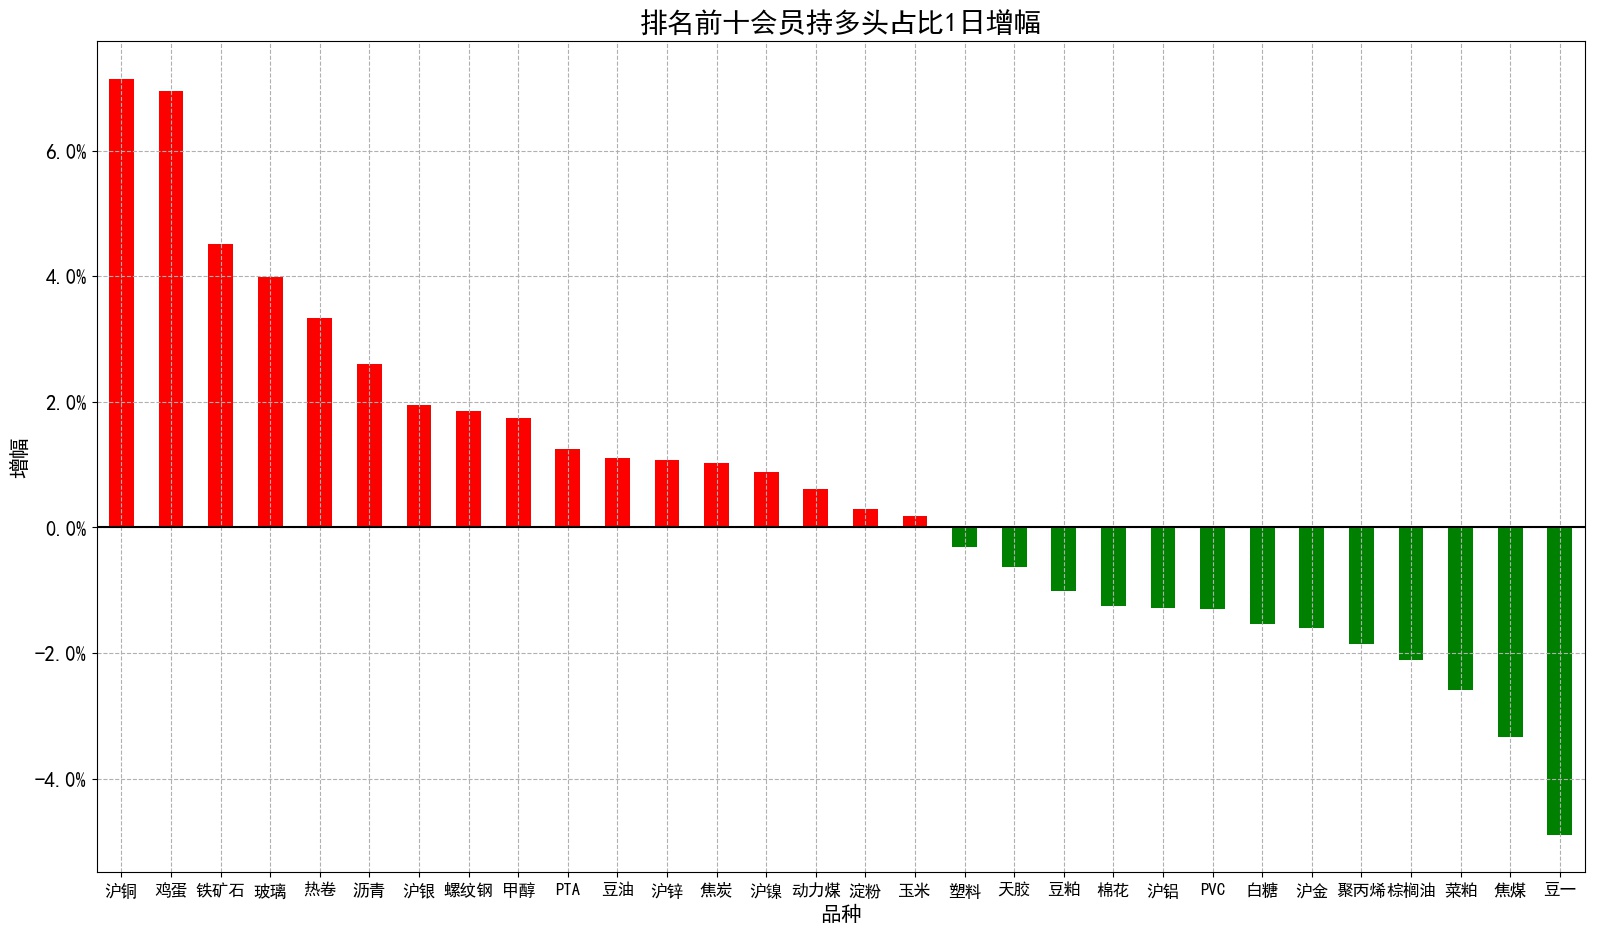 排名前十会员持多头占比1日增幅
6.0%
4.0%
2.0%
0.0%
−2.0%
−4.0%
增幅
沪铜 鸡蛋 铁矿石 玻璃 热卷 沥青 沪银 螺纹钢 甲醇 PTA 豆油 沪锌 焦炭 沪镍 动力煤 淀粉 玉米 塑料 天胶 豆粕 棉花 沪铝 PVC 白糖 沪金 聚丙烯 棕榈油 菜粕 焦煤 豆一
品种